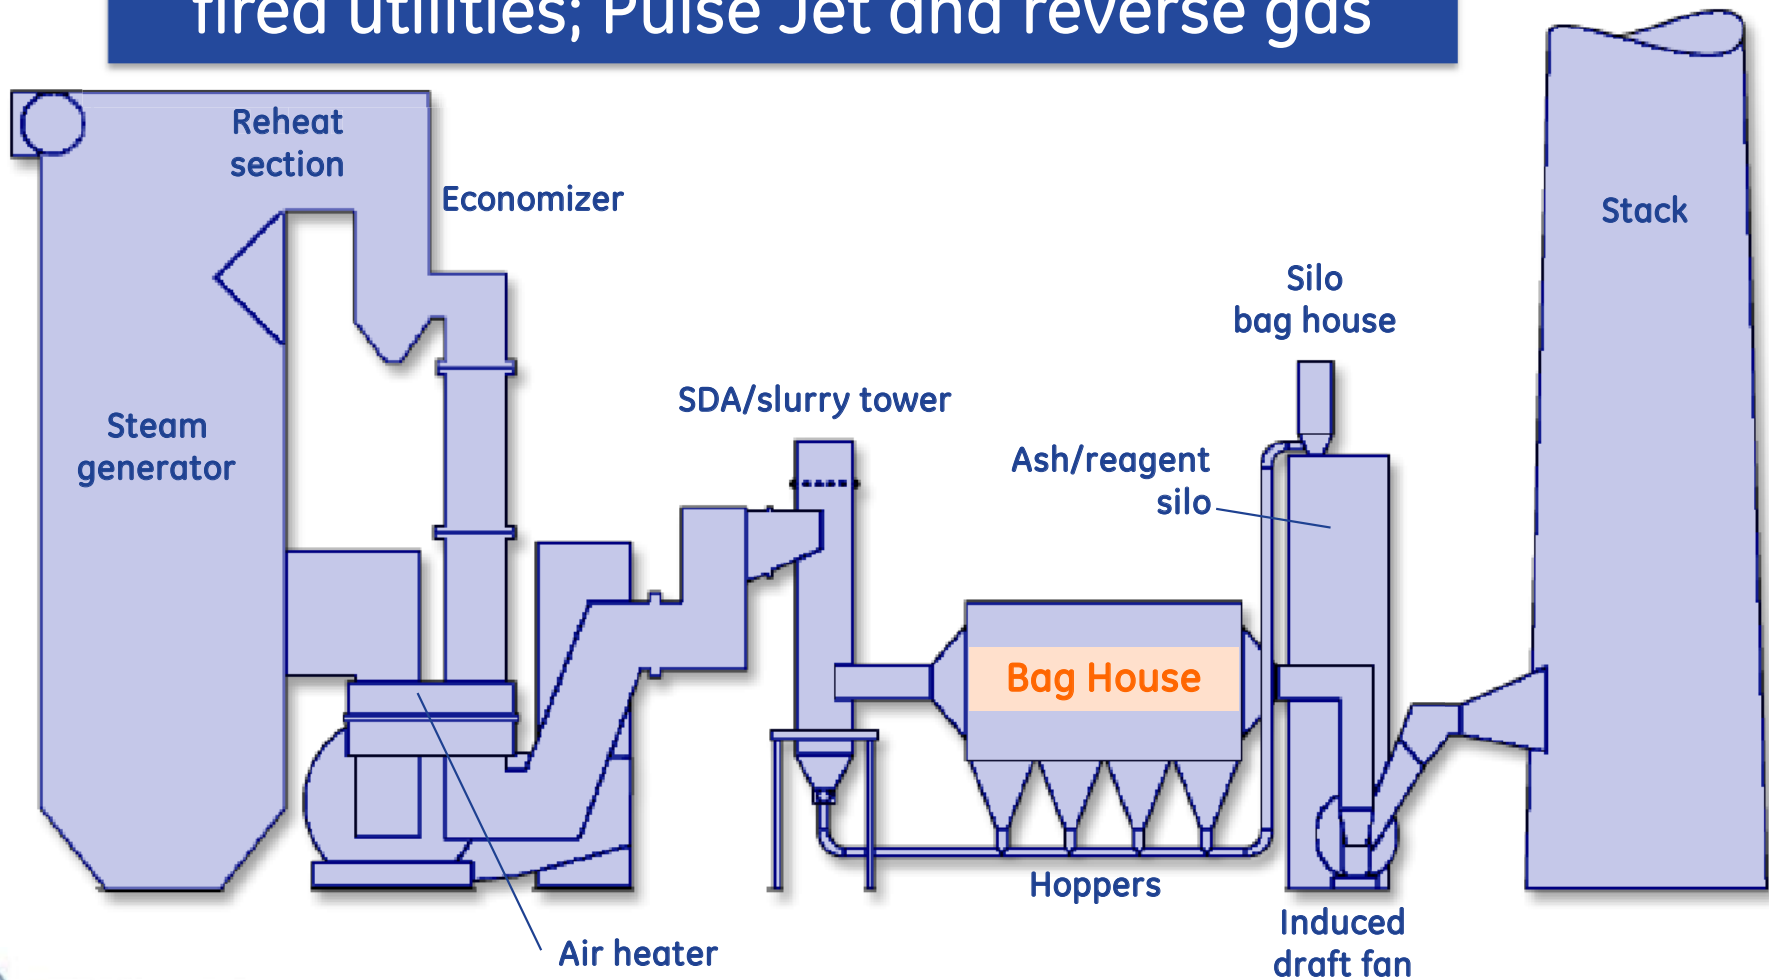 fired utilities; Pulse Jet and reverse gas
Reheat
section
Economizer
Stack
Silo
bag house
SDA/slurry tower
Steam
generator
Ash/reagent
silo
Bag House
Hoppers
Induced
draft fan
Air heater